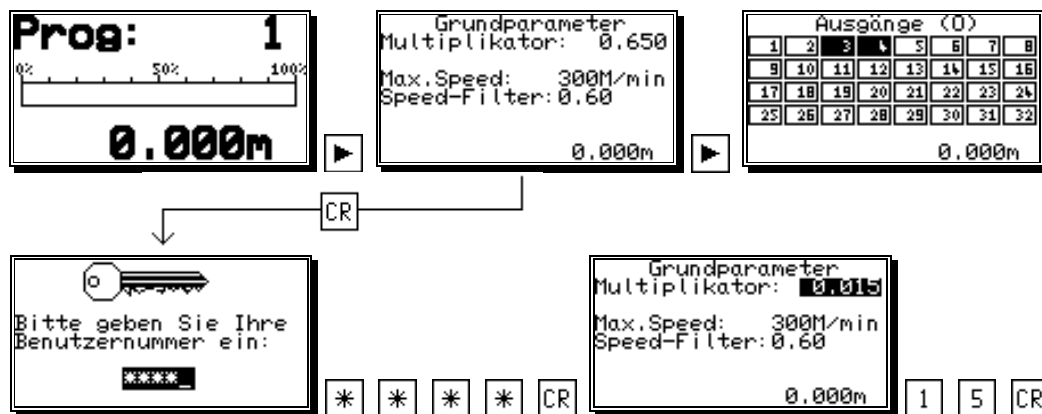 Prog: 1
0% 50% 100%
0.000m
Grundparameter
Multiplikator: 0.650
Max.Speed: 300M/min
Speed-Filter:0.60
0.000m
Ausgänge (O)
1 2 3 4 5 6 7 8
9 10 11 12 13 14 15 16
17 18 19 20 21 22 23 24
25 26 27 28 29 30 31 32
0.000m
CR
Bitte geben Sie Ihre
Benutzernummer ein:
****_
* * * * CR
Grundparameter
Multiplikator: 0.015
Max.Speed: 300M/min
Speed-Filter:0.60
0.000m
1 5 CR